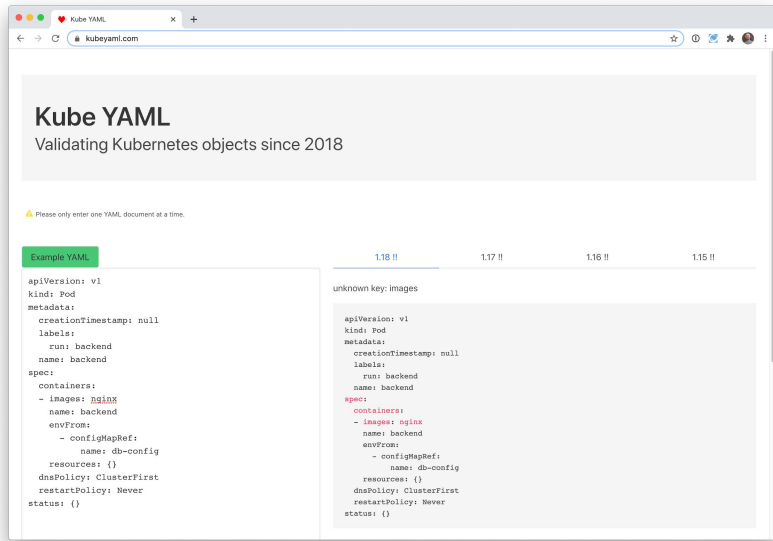 Kube YAML
kubeyaml.com
Kube YAML
Validating Kubernetes objects since 2018
Please only enter one YAML document at a time.
Example YAML
apiVersion: v1
kind: Pod
metadata:
  creationTimestamp: null
  labels:
    run: backend
  name: backend
spec:
  containers:
  - images: nginx
    name: backend
    envFrom:
      - configMapRef:
          name: db-config
    resources: {}
  dnsPolicy: ClusterFirst
  restartPolicy: Never
status: {}
1.18 !! 1.17 !! 1.16 !! 1.15 !!
unknown key: images
apiVersion: v1
kind: Pod
metadata:
  creationTimestamp: null
  labels:
    run: backend
  name: backend
spec:
  containers:
  - images: nginx
    name: backend
    envFrom:
      - configMapRef:
          name: db-config
    resources: {}
  dnsPolicy: ClusterFirst
  restartPolicy: Never
status: {}